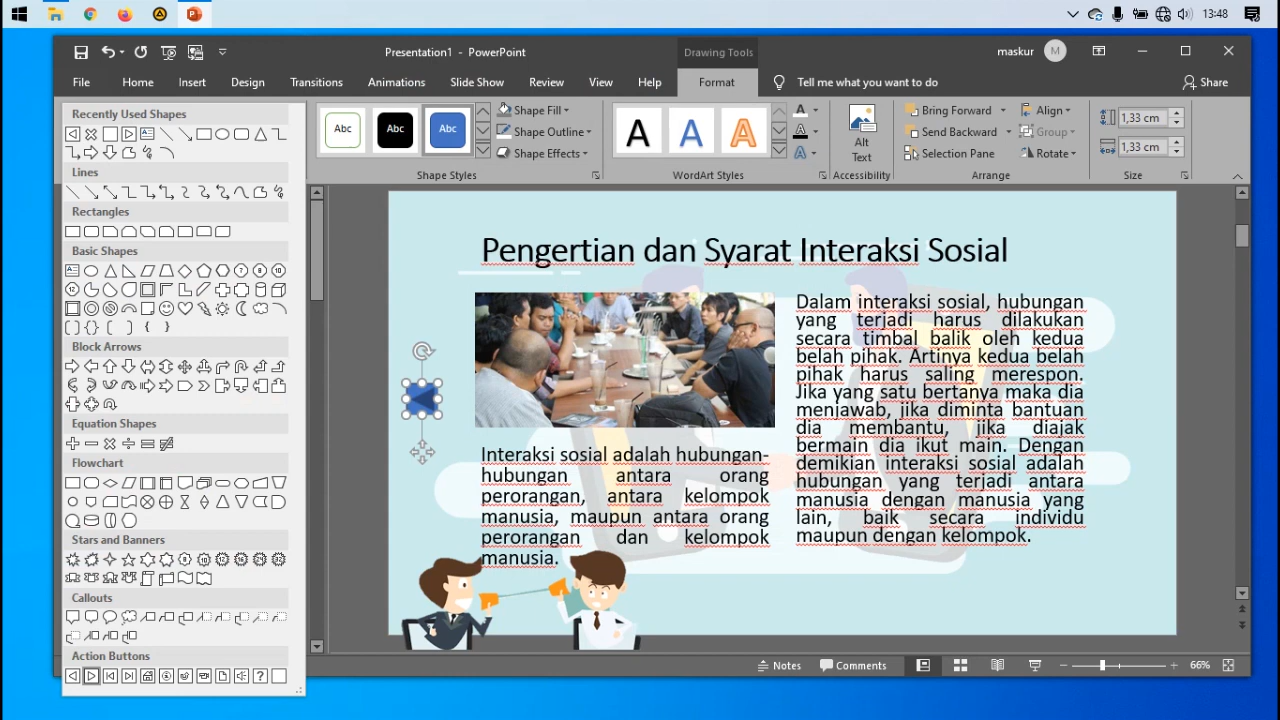 13:48
Presentation1 - PowerPoint
Drawing Tools
maskur
M
File
Home
Insert
Design
Transitions
Animations
Slide Show
Review
View
Help
Format
Tell me what you want to do
Share
Recently Used Shapes
Lines
Rectangles
Basic Shapes
Block Arrows
Equation Shapes
Flowchart
Stars and Banners
Callouts
Action Buttons
Abc
Abc
Abc
Shape Fill
Shape Outline
Shape Effects
Shape Styles
A
A
A
WordArt Styles
Alt
Text
Accessibility
Bring Forward
Send Backward
Selection Pane
Align
Group
Rotate
Arrange
1,33 cm
1,33 cm
Size
Pengertian dan Syarat Interaksi Sosial
Interaksi sosial adalah hubungan-
hubungan antara orang
perorangan, antara kelompok
manusia, maupun antara orang
perorangan dan kelompok
manusia.
Dalam interaksi sosial, hubungan
yang terjadi harus dilakukan
secara timbal balik oleh kedua
belah pihak. Artinya kedua belah
pihak harus saling merespon.
Jika yang satu bertanya maka dia
menjawab, jika diminta bantuan
dia membantu, jika diajak
bermain dia ikut main. Dengan
demikian interaksi sosial adalah
hubungan yang terjadi antara
manusia dengan manusia yang
lain, baik secara individu
maupun dengan kelompok.
Notes
Comments
66%